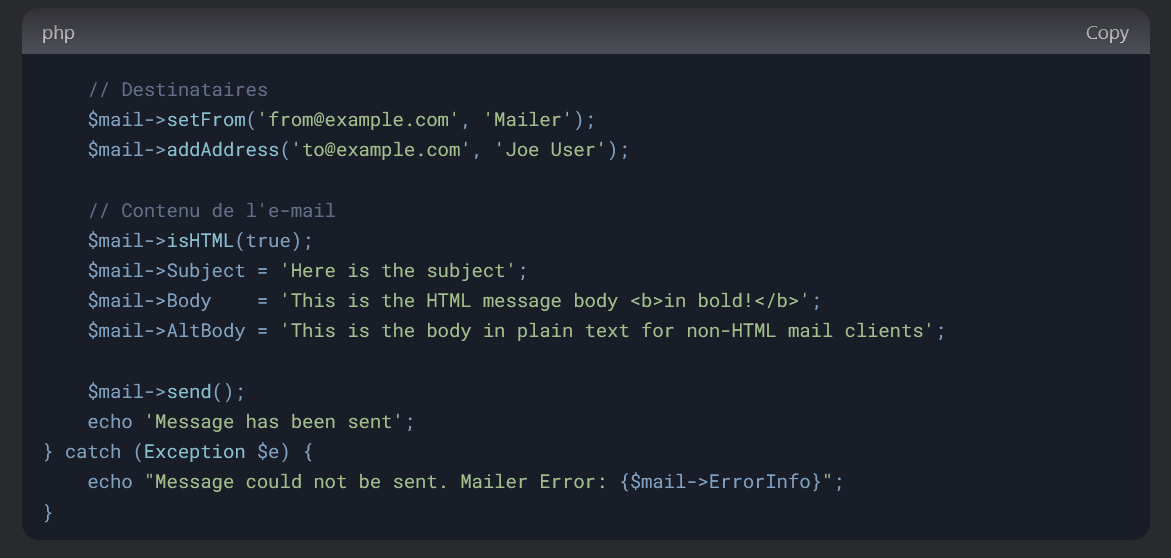 php
Copy
// Destinataires
$mail->setFrom('from@example.com', 'Mailer');
$mail->addAddress('to@example.com', 'Joe User');
// Contenu de l'e-mail
$mail->isHTML(true);
$mail->Subject = 'Here is the subject';
$mail->Body    = 'This is the HTML message body <b>in bold!</b>';
$mail->AltBody = 'This is the body in plain text for non-HTML mail clients';
$mail->send();
echo 'Message has been sent';
} catch (Exception $e) {
echo "Message could not be sent. Mailer Error: {$mail->ErrorInfo}";
}